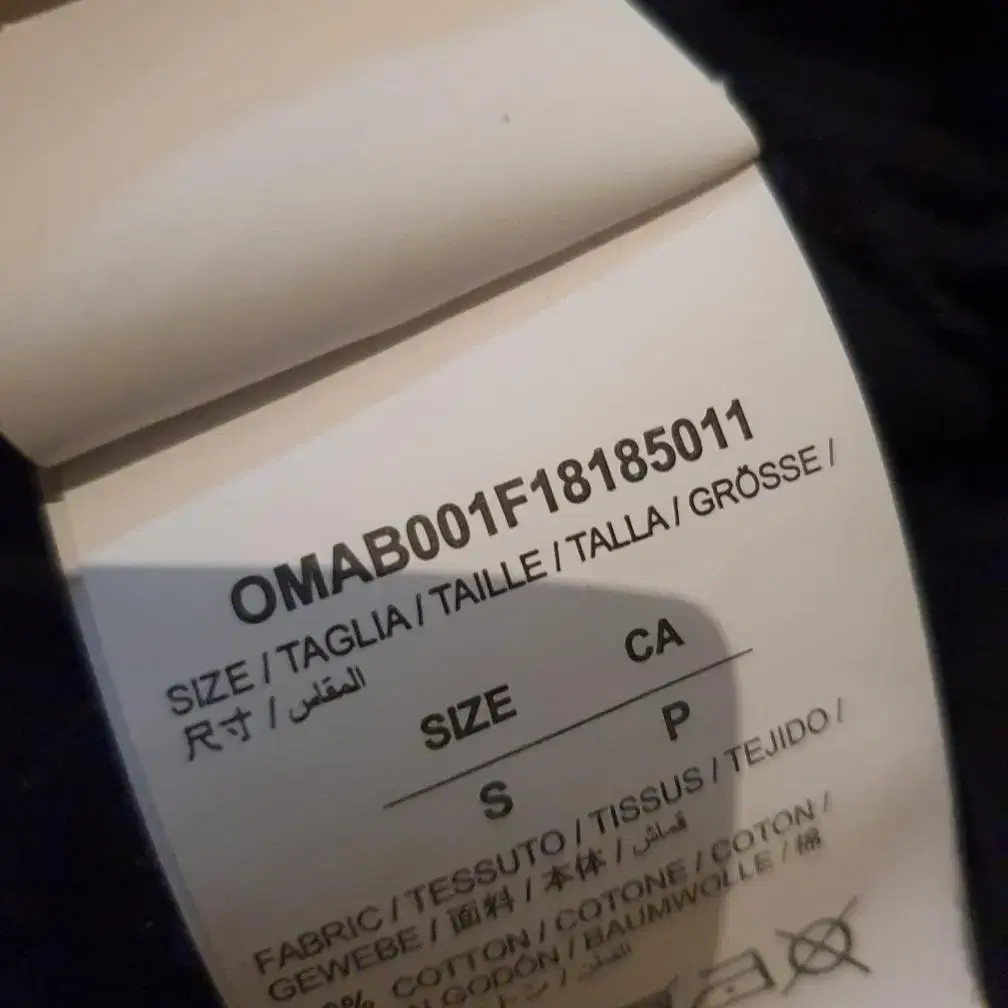 OMAB001F18185011
SIZE / TAGLIA / TAILLE / TALLA / GRÖSSE /
尺寸 / المقاس
SIZE CA
S P
FABRIC / TESSUTO / TISSUS / TEJIDO /
GEWEBE / 面料 / 本体 / قماش
% COTTON / COTONE / COTON /
ALGODÓN / BAUMWOLLE / 棉